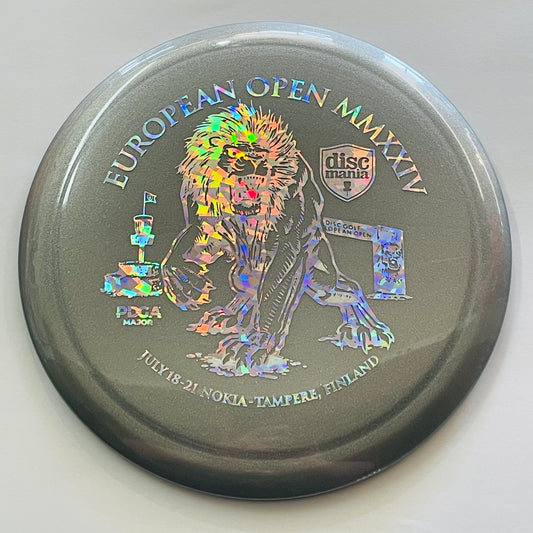 EUROPEAN OPEN MMXXIV
disc
mania
DISC GOLF
EUROPEAN OPEN
PDGA
MAJOR
JULY 18-21 NOKIA - TAMPERE, FINLAND